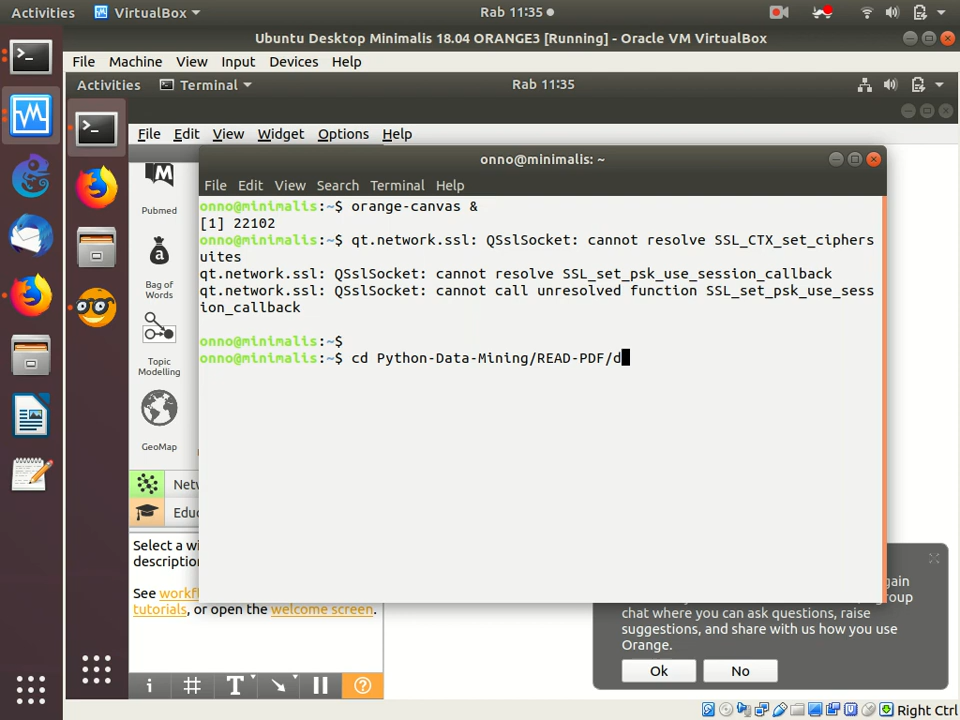 Activities VirtualBox Rab 11:35
Ubuntu Desktop Minimalis 18.04 ORANGE3 [Running] - Oracle VM VirtualBox
File Machine View Input Devices Help
Activities Terminal Rab 11:35
File Edit View Widget Options Help
onno@minimalis: ~
File Edit View Search Terminal Help
Pubmed
Bag of
Words
Topic
Modelling
GeoMap
Net
Edu
onno@minimalis:~$ orange-canvas &
[1] 22102
onno@minimalis:~$ qt.network.ssl: QSslSocket: cannot resolve SSL_CTX_set_ciphers
uites
qt.network.ssl: QSslSocket: cannot resolve SSL_set_psk_use_session_callback
qt.network.ssl: QSslSocket: cannot call unresolved function SSL_set_psk_use_sess
ion_callback
onno@minimalis:~$
onno@minimalis:~$ cd Python-Data-Mining/READ-PDF/d
Select a wi
description
See workf
tutorials, or open the welcome screen.
gain
group
chat where you can ask questions, raise
suggestions, and share with us how you use
Orange.
Ok No
Right Ctrl